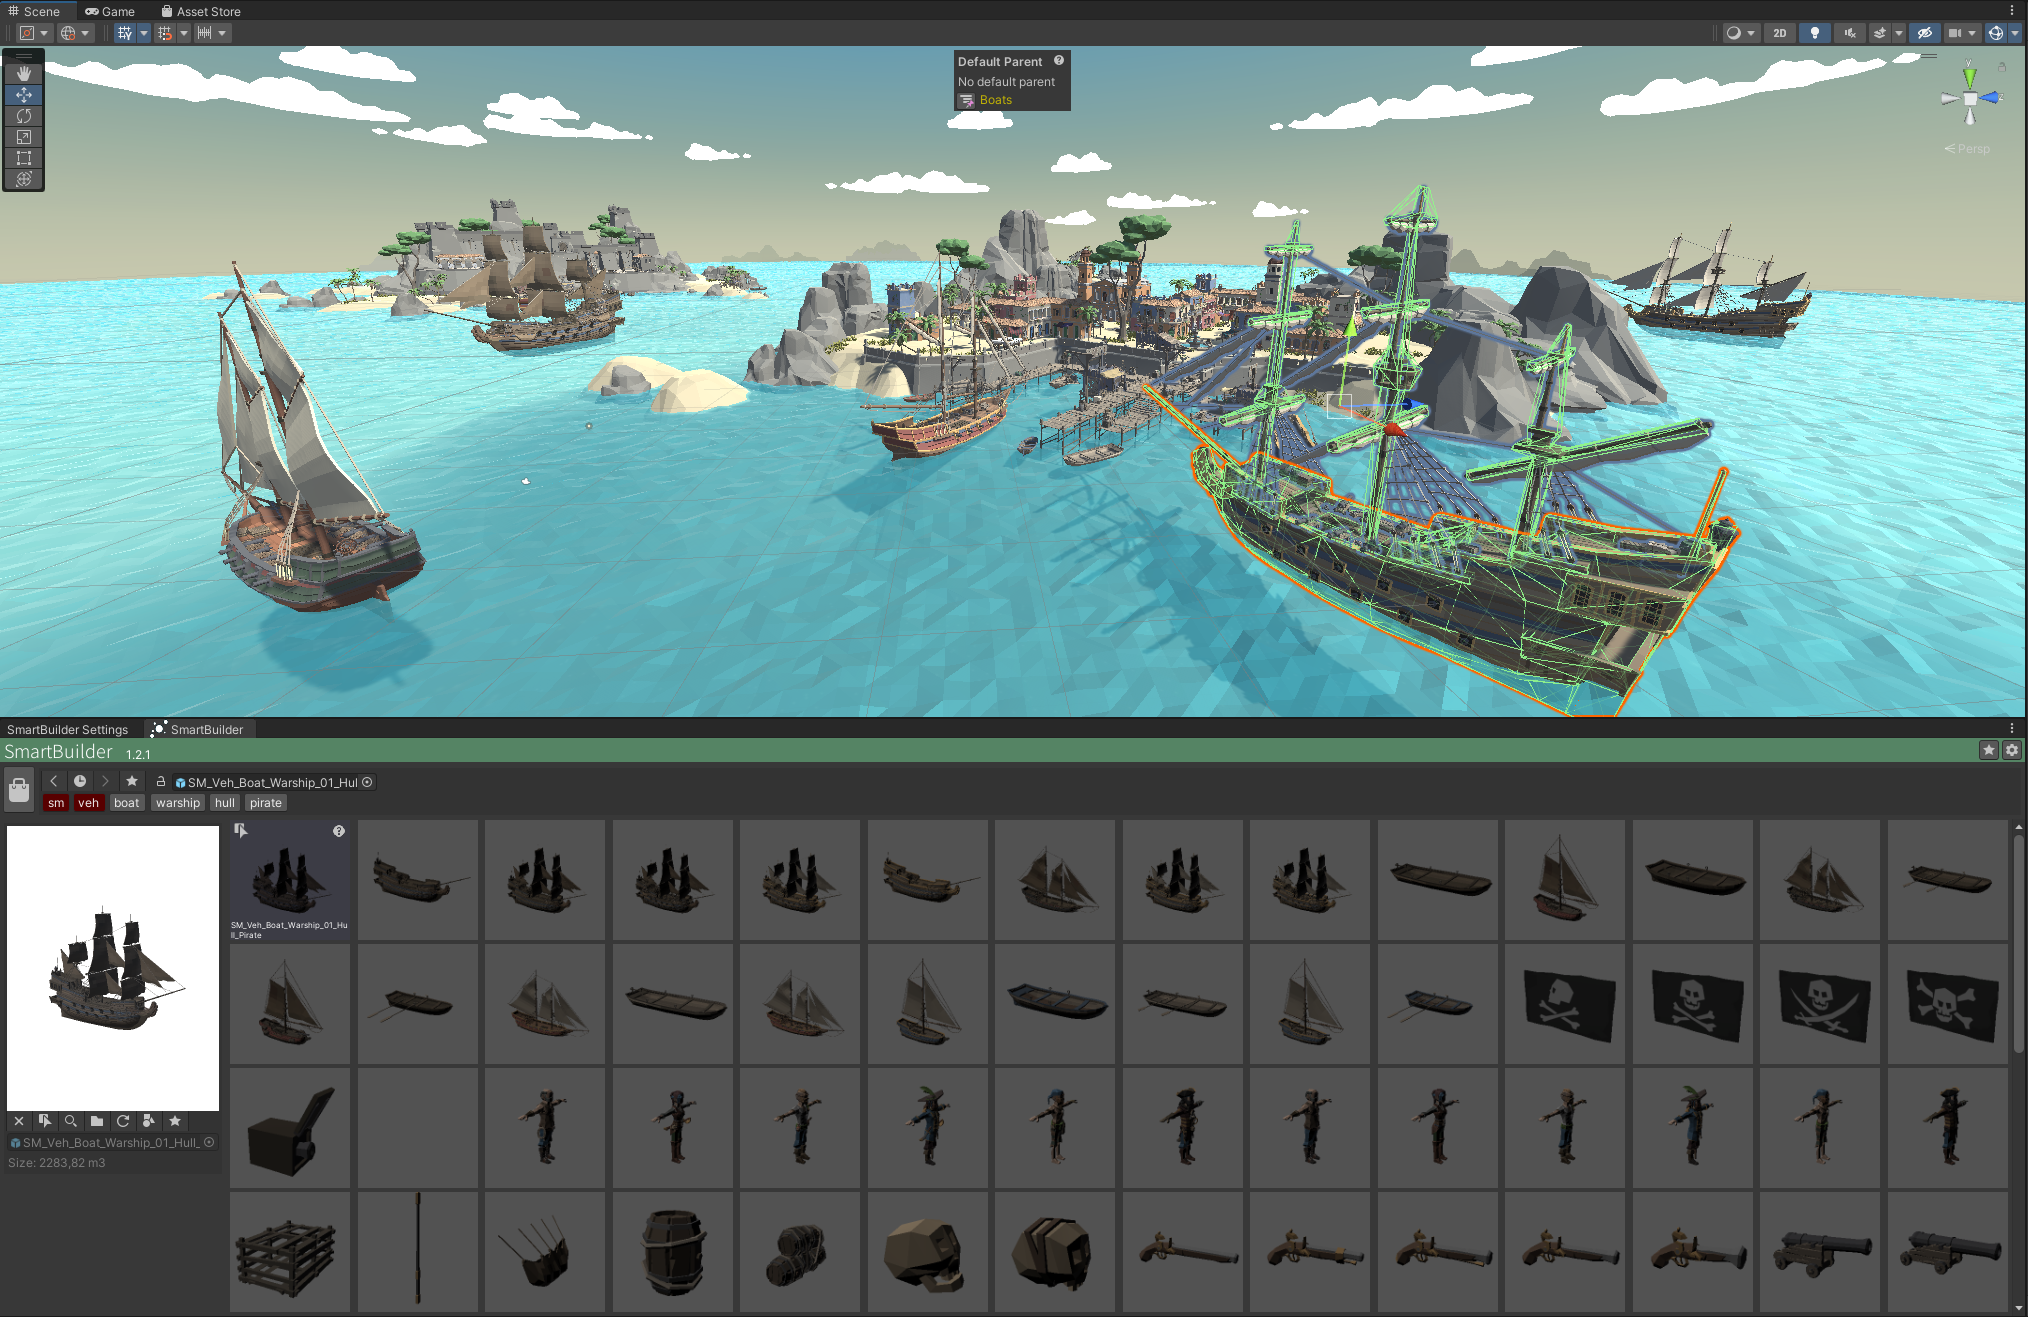 Scene
Game
Asset Store
2D
Default Parent
No default parent
Boats
y
z
Persp
SmartBuilder Settings
SmartBuilder
SmartBuilder 1.2.1
SM_Veh_Boat_Warship_01_Hul
sm veh boat warship hull pirate
SM_Veh_Boat_Warship_01_Hu
ll_Pirate
SM_Veh_Boat_Warship_01_Hull_
Size: 2283,82 m3